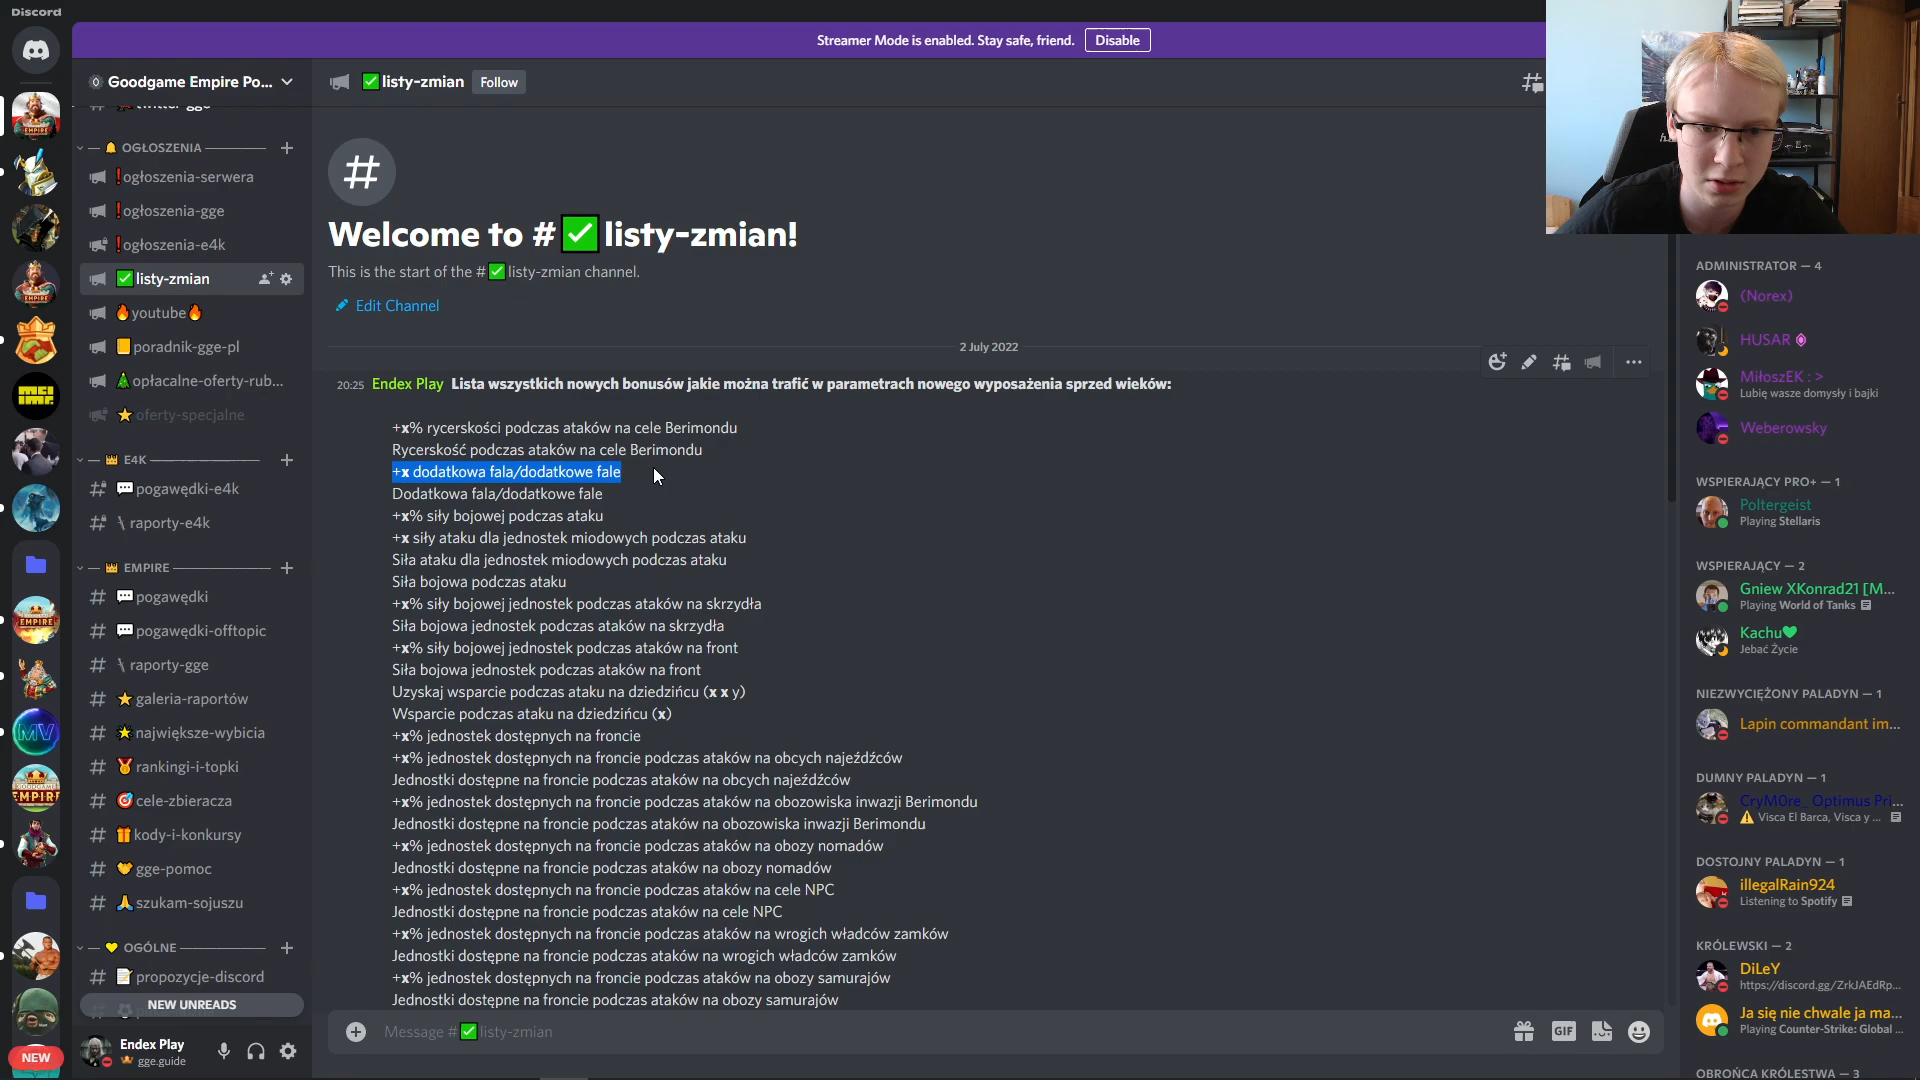 Discord
Streamer Mode is enabled. Stay safe, friend.
Disable
Goodgame Empire Po...
listy-zmian
Follow
twitter-gge
OGŁOSZENIA
ogłoszenia-serwera
ogłoszenia-gge
ogłoszenia-e4k
listy-zmian
youtube
poradnik-gge-pl
opłacalne-oferty-rub...
oferty-specjalne
E4K
pogawędki-e4k
raporty-e4k
EMPIRE
pogawędki
pogawędki-offtopic
raporty-gge
galeria-raportów
największe-wybicia
rankingi-i-topki
cele-zbieracza
kody-i-konkursy
gge-pomoc
szukam-sojuszu
OGÓLNE
propozycje-discord
NEW UNREADS
NEW
Endex Play
gge.guide
Welcome to # listy-zmian!
This is the start of the # listy-zmian channel.
Edit Channel
2 July 2022
20:25 Endex Play Lista wszystkich nowych bonusów jakie można trafić w parametrach nowego wyposażenia sprzed wieków:
+x% rycerskości podczas ataków na cele Berimondu
Rycerskość podczas ataków na cele Berimondu
+x dodatkowa fala/dodatkowe fale
Dodatkowa fala/dodatkowe fale
+x% siły bojowej podczas ataku
+x siły ataku dla jednostek miodowych podczas ataku
Siła ataku dla jednostek miodowych podczas ataku
Siła bojowa podczas ataku
+x% siły bojowej jednostek podczas ataków na skrzydła
Siła bojowa jednostek podczas ataków na skrzydła
+x% siły bojowej jednostek podczas ataków na front
Siła bojowa jednostek podczas ataków na front
Uzyskaj wsparcie podczas ataku na dziedzińcu (x x y)
Wsparcie podczas ataku na dziedzińcu (x)
+x% jednostek dostępnych na froncie
+x% jednostek dostępnych na froncie podczas ataków na obcych najeźdźców
Jednostki dostępne na froncie podczas ataków na obcych najeźdźców
+x% jednostek dostępnych na froncie podczas ataków na obozowiska inwazji Berimondu
Jednostki dostępne na froncie podczas ataków na obozowiska inwazji Berimondu
+x% jednostek dostępnych na froncie podczas ataków na obozy nomadów
Jednostki dostępne na froncie podczas ataków na obozy nomadów
+x% jednostek dostępnych na froncie podczas ataków na cele NPC
Jednostki dostępne na froncie podczas ataków na cele NPC
+x% jednostek dostępnych na froncie podczas ataków na wrogich władców zamków
Jednostki dostępne na froncie podczas ataków na wrogich władców zamków
+x% jednostek dostępnych na froncie podczas ataków na obozy samurajów
Jednostki dostępne na froncie podczas ataków na obozy samurajów
Message # listy-zmian
GIF
ADMINISTRATOR — 4
(Norex)
HUSAR
MiłoszEK : >
Lubię wasze domysły i bajki
Weberowsky
WSPIERAJĄCY PRO+ — 1
Poltergeist
Playing Stellaris
WSPIERAJĄCY — 2
Gniew XKonrad21 [M...
Playing World of Tanks
Kachu
Jebać Życie
NIEZWYCIĘŻONY PALADYN — 1
Lapin commandant im...
DUMNY PALADYN — 1
CryM0re_ Optimus Pri...
Visca El Barca, Visca y ...
DOSTOJNY PALADYN — 1
illegalRain924
Listening to Spotify
KRÓLEWSKI — 2
DiLeY
https://discord.gg/ZrkJAEdRp...
Ja się nie chwale ja ma...
Playing Counter-Strike: Global ...
OBROŃCA KRÓLESTWA — 3